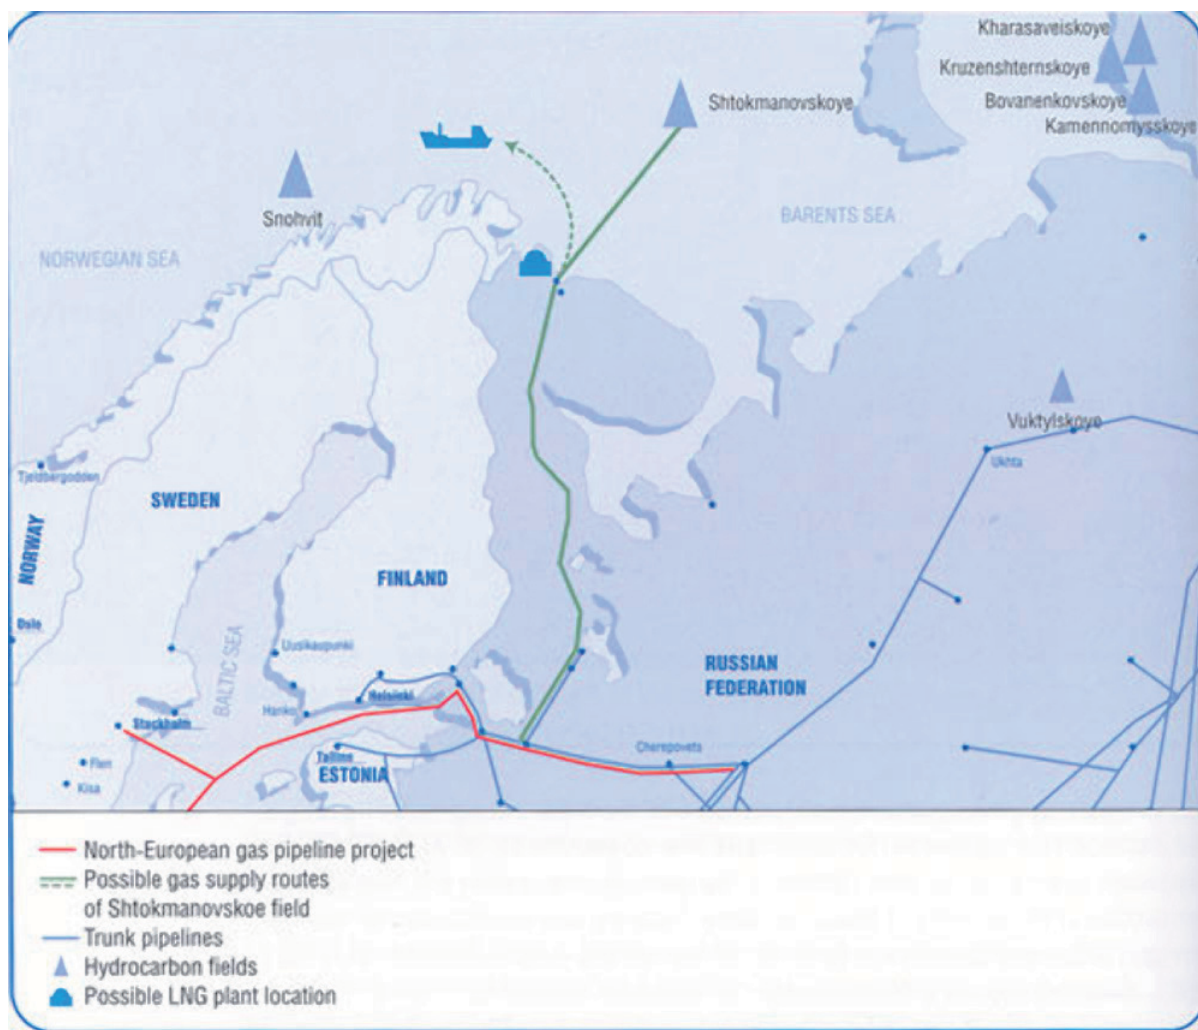 Kharasaveiskoye
Kruzenshternskoye
Shtokmanovskoye
Bovanenkovskoye
Kamennomysskoye
Snohvit
BARENTS SEA
NORWEGIAN SEA
Vuktylskoye
Ukhta
Tjeldbergodden
SWEDEN
NORWAY
FINLAND
Oslo
BALTIC SEA
Uusikaupunki
RUSSIAN
FEDERATION
Helsinki
Hanko
Stockholm
Cherepovets
Tallinn
ESTONIA
Flen
Kisa
North-European gas pipeline project
Possible gas supply routes
of Shtokmanovskoe field
Trunk pipelines
Hydrocarbon fields
Possible LNG plant location